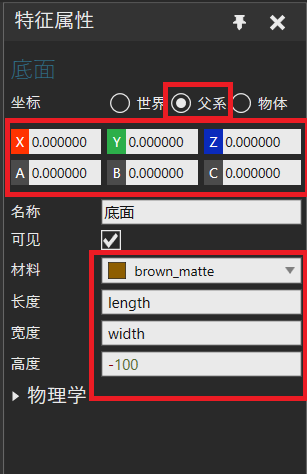 特征属性
底面
坐标 世界 父系 物体
X 0.000000 Y 0.000000 Z 0.000000
A 0.000000 B 0.000000 C 0.000000
名称 底面
可见
材料 brown_matte
长度 length
宽度 width
高度 -100
物理学